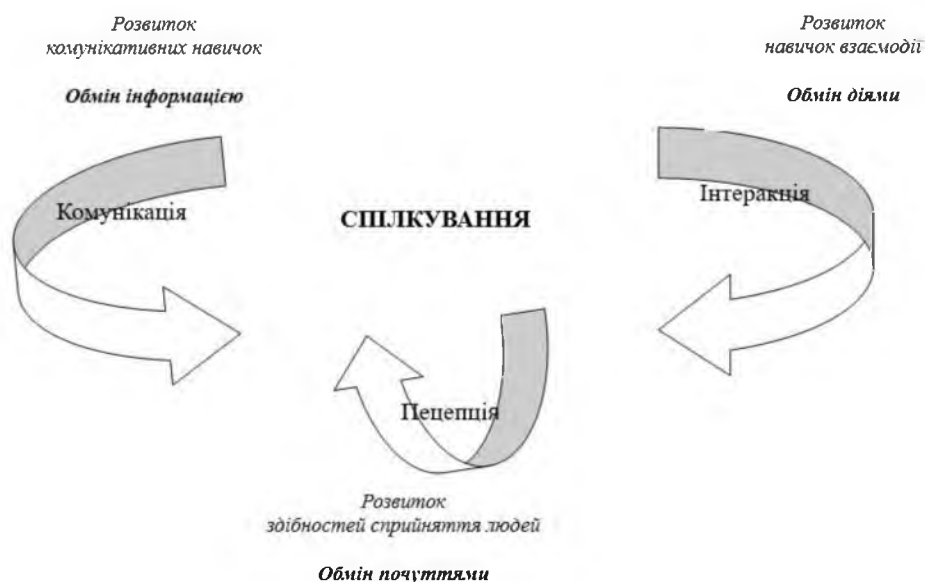 Розвиток
комунікативних навичок
Обмін інформацією
Розвиток
навичок взаємодії
Обмін діями
Комунікація
СПІЛКУВАННЯ
Інтеракція
Пецепція
Розвиток
здібностей сприйняття людей
Обмін почуттями